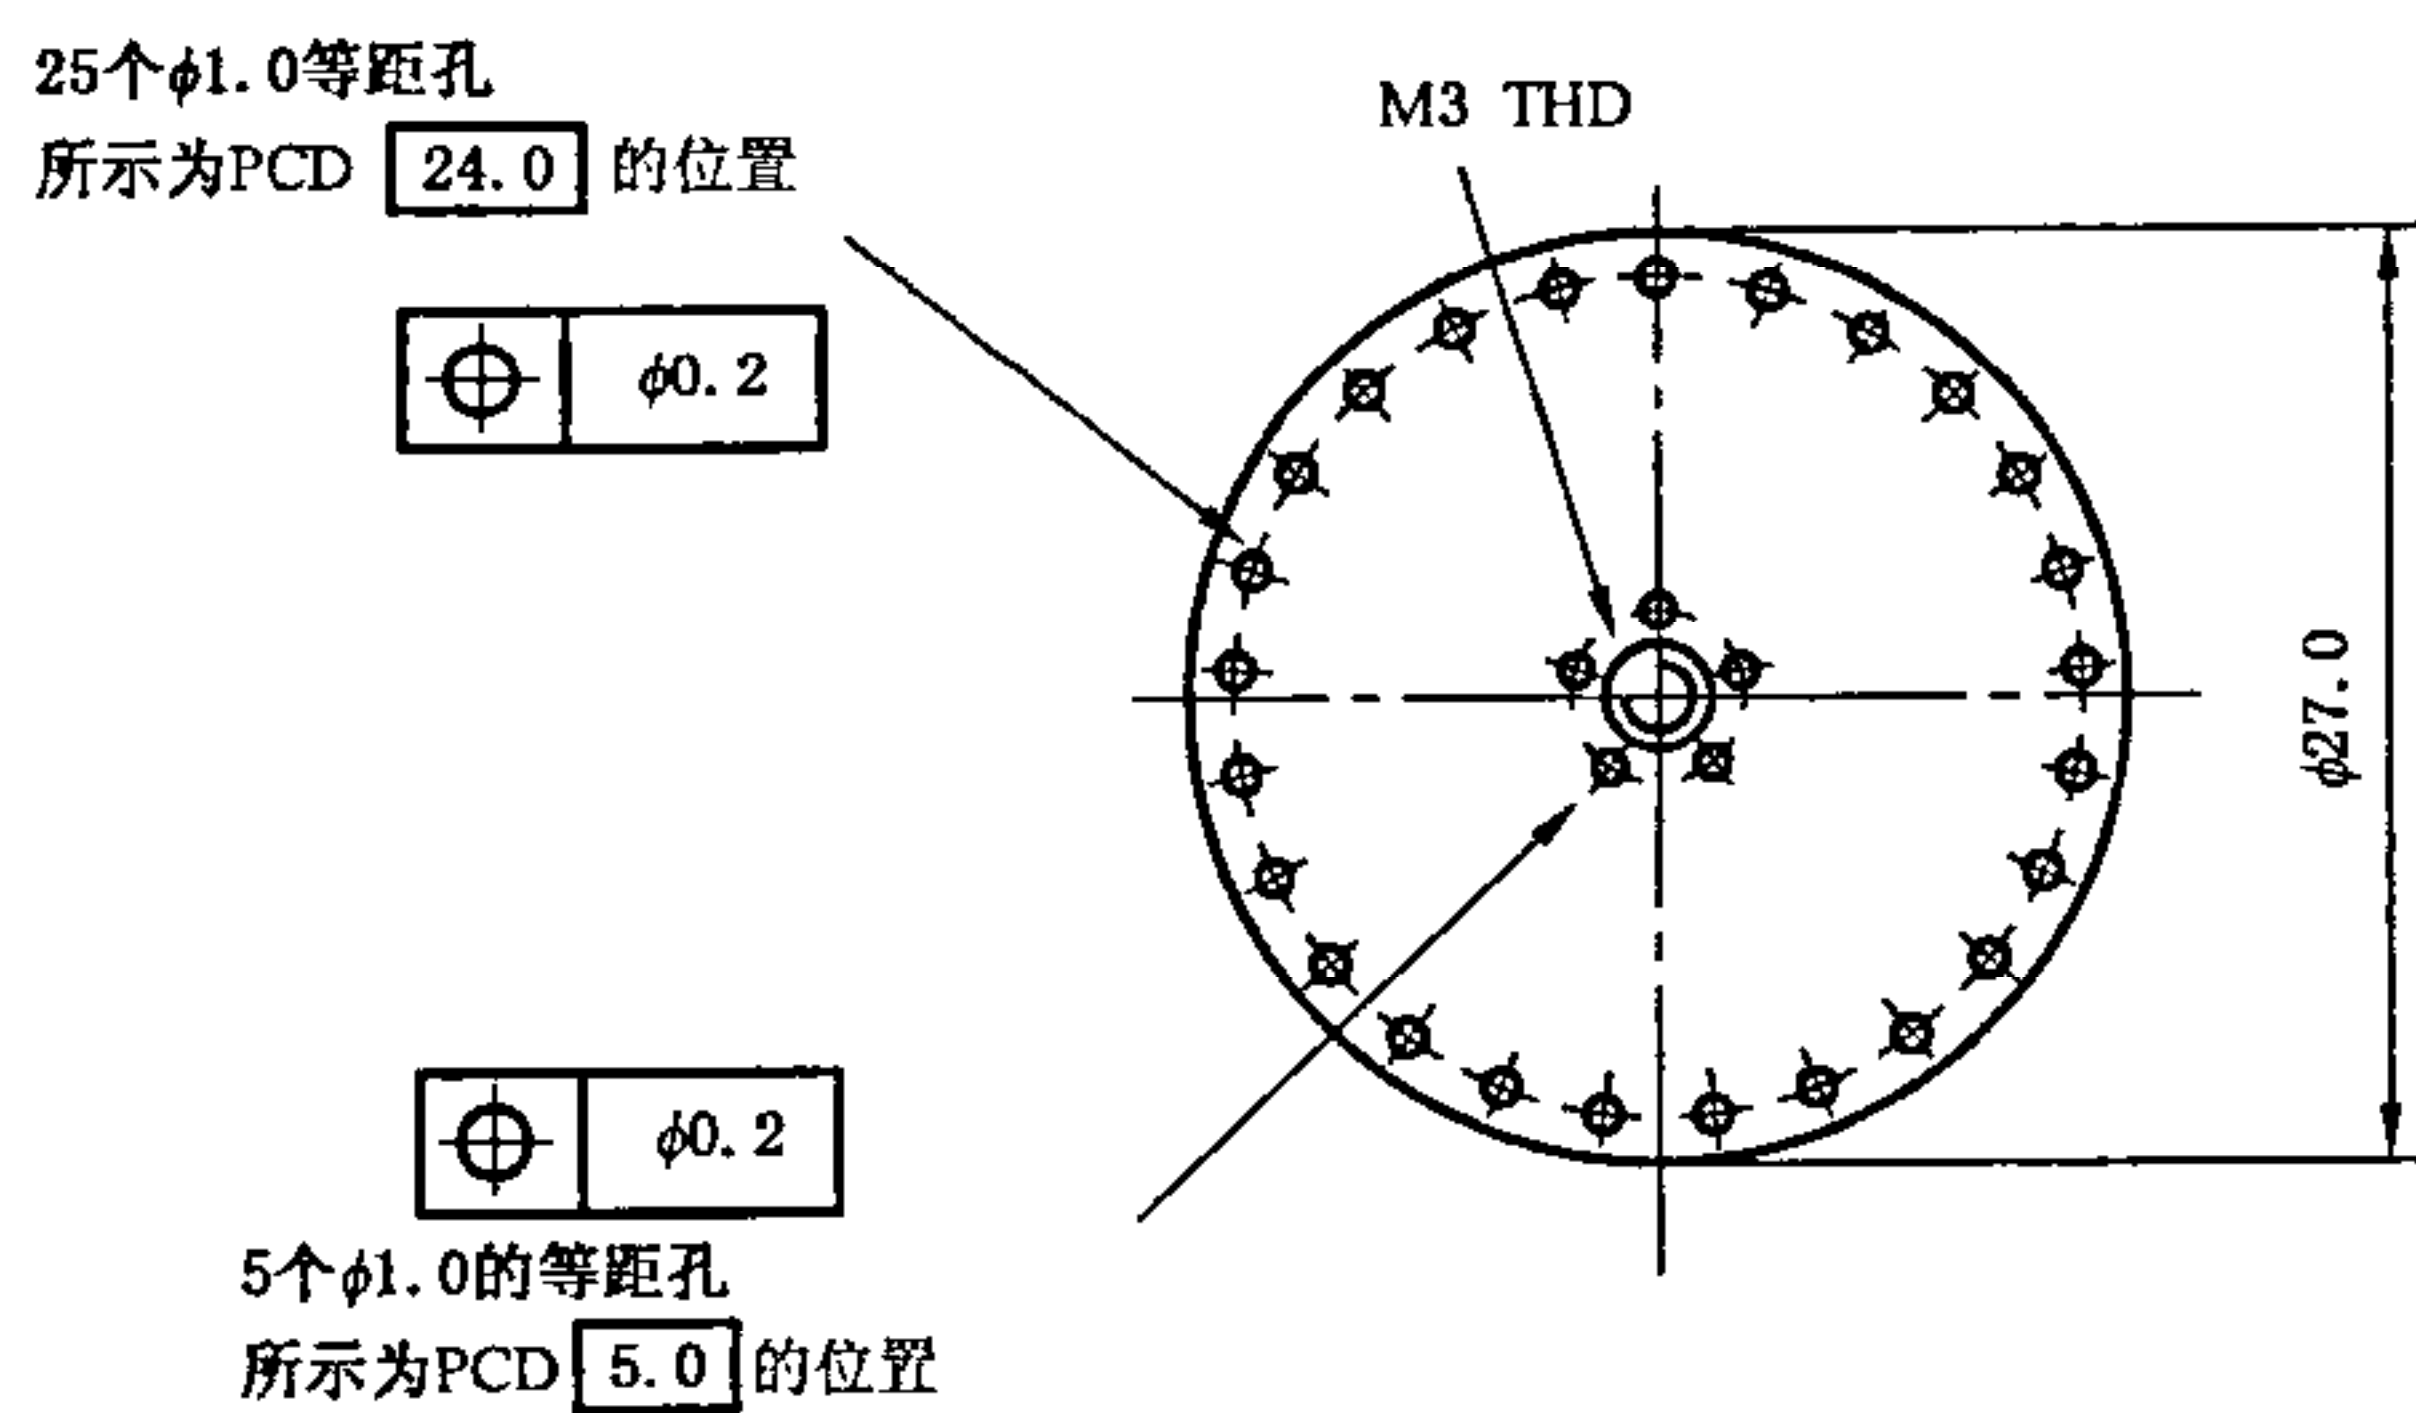 25个ϕ1.0等距孔
所示为PCD 24.0 的位置
ϕ0.2
M3 THD
ϕ27.0
ϕ0.2
5个ϕ1.0的等距孔
所示为PCD 5.0 的位置